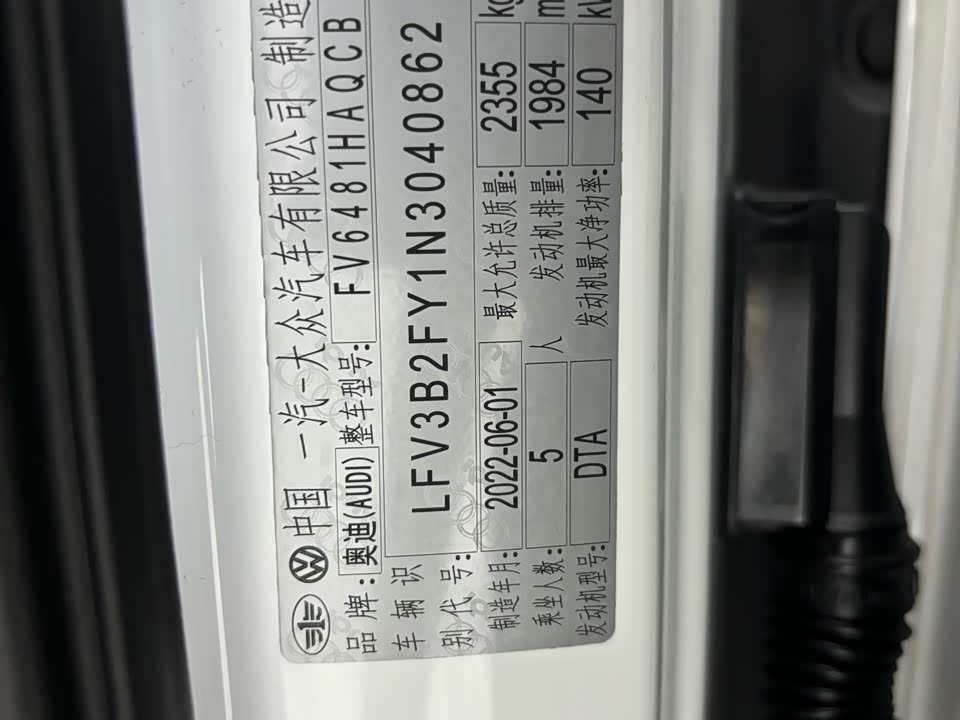 中国 一汽-大众汽车有限公司 制造
品牌: 奥迪(AUDI) 整车型号: FV6481HAQCB
车辆识别代号: LFV3B2FY1N3040862
制造年月: 2022-06-01 最大允许总质量: 2355 kg
乘坐人数: 5 人 发动机排量: 1984 m
发动机型号: DTA 发动机最大净功率: 140 kW